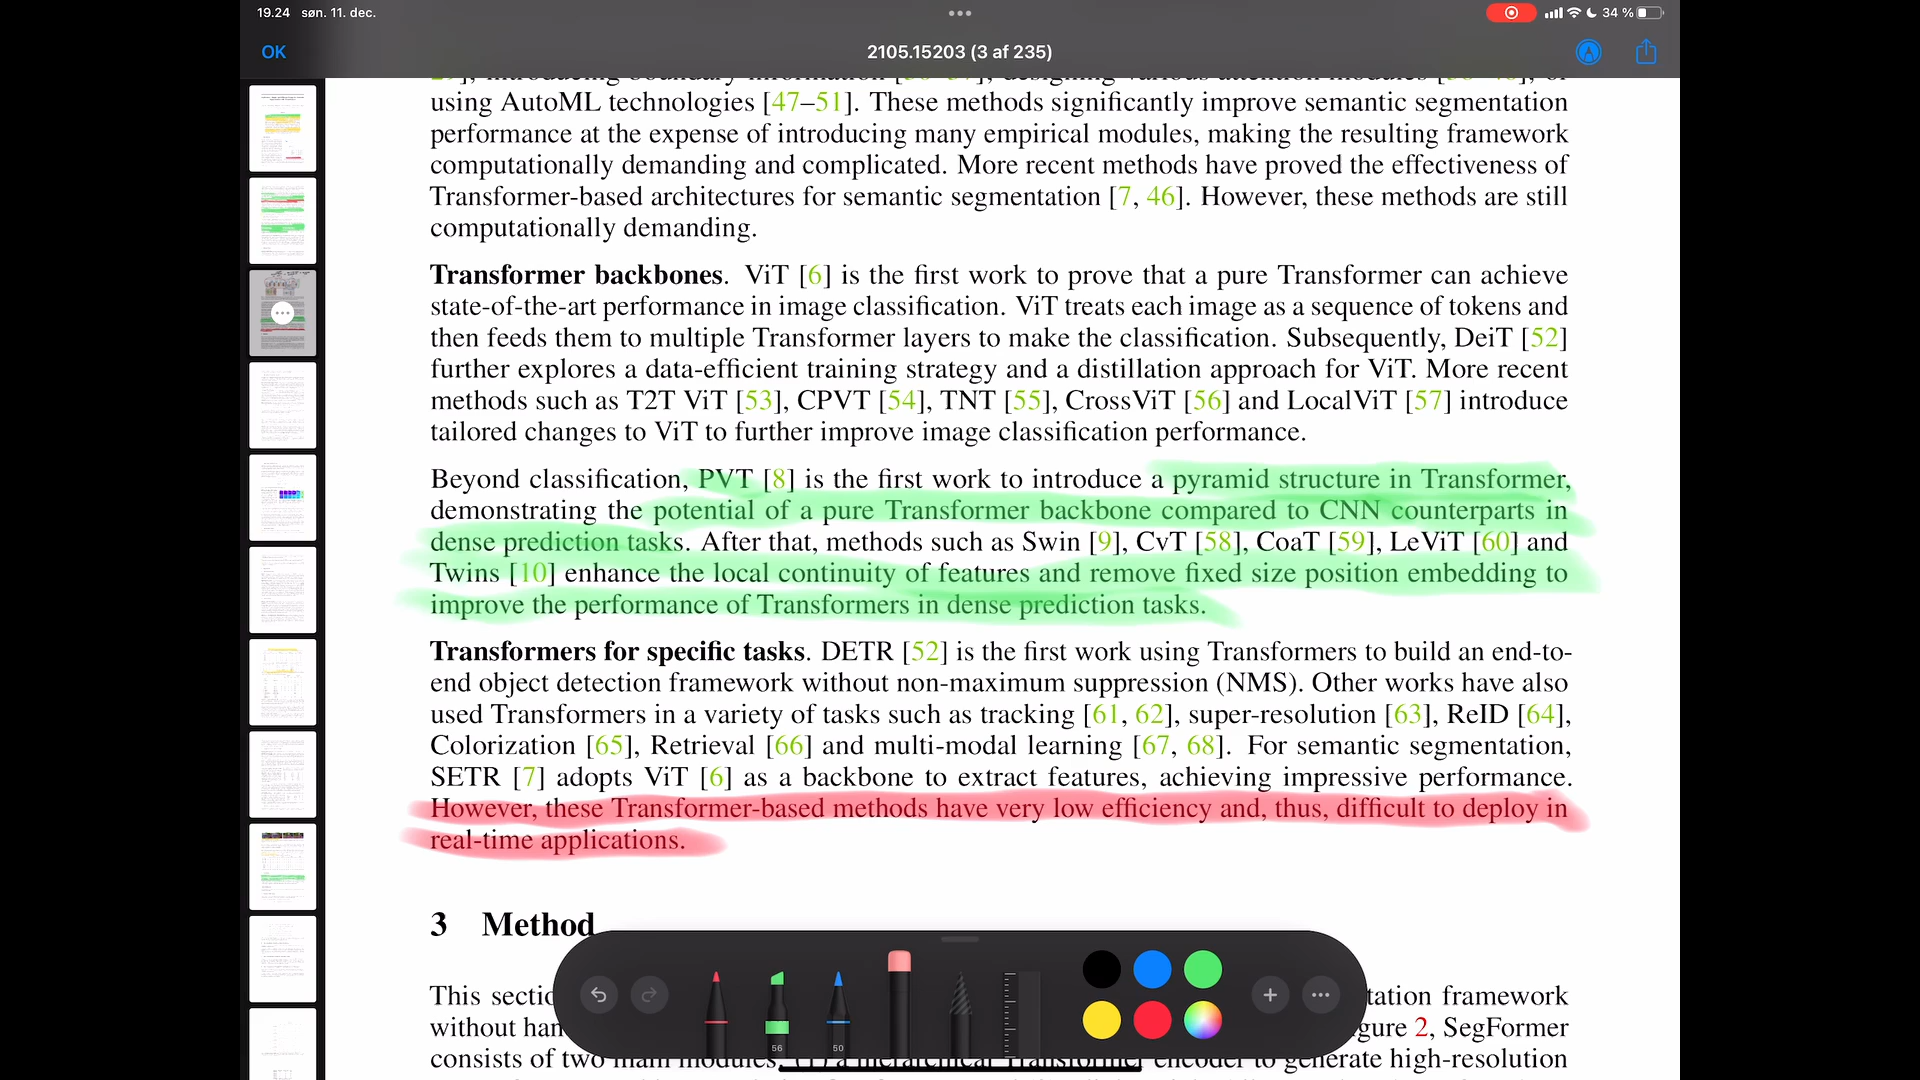 19.24 søn. 11. dec.
34 %
OK
2105.15203 (3 af 235)
using AutoML technologies [47–51]. These methods significantly improve semantic segmentation
performance at the expense of introducing many empirical modules, making the resulting framework
computationally demanding and complicated. More recent methods have proved the effectiveness of
Transformer-based architectures for semantic segmentation [7, 46]. However, these methods are still
computationally demanding.
Transformer backbones. ViT [6] is the first work to prove that a pure Transformer can achieve
state-of-the-art performance in image classification. ViT treats each image as a sequence of tokens and
then feeds them to multiple Transformer layers to make the classification. Subsequently, DeiT [52]
further explores a data-efficient training strategy and a distillation approach for ViT. More recent
methods such as T2T ViT [53], CPVT [54], TNT [55], CrossViT [56] and LocalViT [57] introduce
tailored changes to ViT to further improve image classification performance.
Beyond classification, PVT [8] is the first work to introduce a pyramid structure in Transformer,
demonstrating the potential of a pure Transformer backbone compared to CNN counterparts in
dense prediction tasks. After that, methods such as Swin [9], CvT [58], CoaT [59], LeViT [60] and
Twins [10] enhance the local continuity of features and remove fixed size position embedding to
improve the performance of Transformers in dense prediction tasks.
Transformers for specific tasks. DETR [52] is the first work using Transformers to build an end-to-
end object detection framework without non-maximum suppression (NMS). Other works have also
used Transformers in a variety of tasks such as tracking [61, 62], super-resolution [63], ReID [64],
Colorization [65], Retrieval [66] and multi-modal learning [67, 68]. For semantic segmentation,
SETR [7] adopts ViT [6] as a backbone to extract features, achieving impressive performance.
However, these Transformer-based methods have very low efficiency and, thus, difficult to deploy in
real-time applications.
3 Method
This sectio tation framework
without han gure 2, SegFormer
consists of two main modules: (1) a hierarchical Transformer encoder to generate high-resolution
56 50